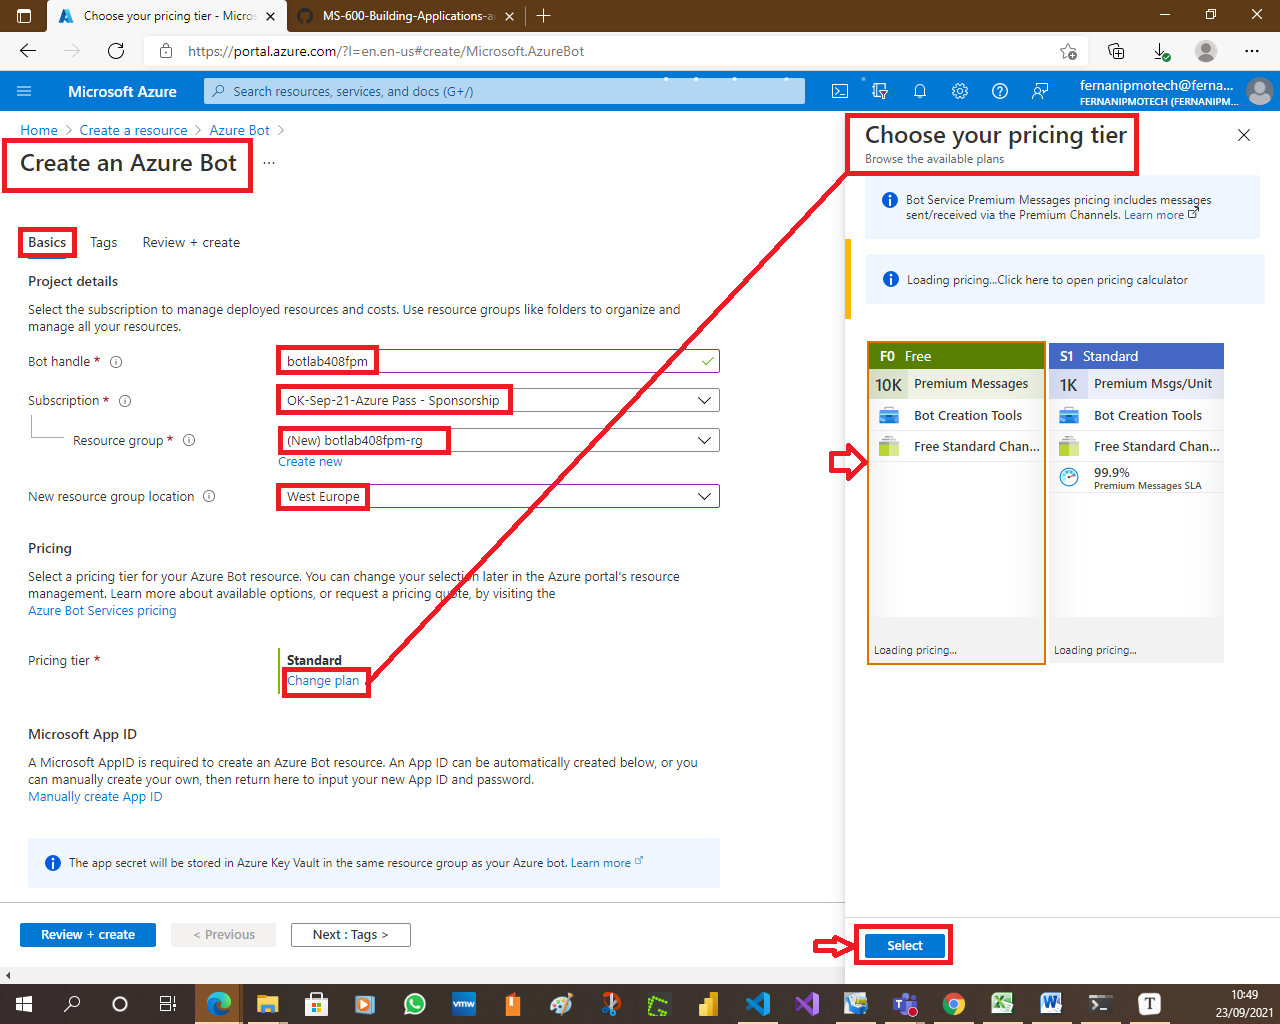 Choose your pricing tier - Micros
MS-600-Building-Applications-a
https://portal.azure.com/?l=en.en-us#create/Microsoft.AzureBot
Microsoft Azure
Search resources, services, and docs (G+/)
fernanipmotech@ferna...
FERNANIPMOTECH (FERNANIPM...
Home > Create a resource > Azure Bot >
Create an Azure Bot ...
Basics
Tags
Review + create
Project details
Select the subscription to manage deployed resources and costs. Use resource groups like folders to organize and
manage all your resources.
Bot handle *
botlab408fpm
Subscription *
OK-Sep-21-Azure Pass - Sponsorship
Resource group *
(New) botlab408fpm-rg
Create new
New resource group location
West Europe
Pricing
Select a pricing tier for your Azure Bot resource. You can change your selection later in the Azure portal's resource
management. Learn more about available options, or request a pricing quote, by visiting the
Azure Bot Services pricing
Pricing tier *
Standard
Change plan
Microsoft App ID
A Microsoft AppID is required to create an Azure Bot resource. An App ID can be automatically created below, or you
can manually create your own, then return here to input your new App ID and password.
Manually create App ID
The app secret will be stored in Azure Key Vault in the same resource group as your Azure bot. Learn more
Review + create
< Previous
Next : Tags >
Choose your pricing tier
Browse the available plans
Bot Service Premium Messages pricing includes messages
sent/received via the Premium Channels. Learn more
Loading pricing...Click here to open pricing calculator
F0 Free
10K Premium Messages
Bot Creation Tools
Free Standard Chan...
Loading pricing...
S1 Standard
1K Premium Msgs/Unit
Bot Creation Tools
Free Standard Chan...
99.9%
Premium Messages SLA
Loading pricing...
Select
vmw
T
10:49
23/09/2021